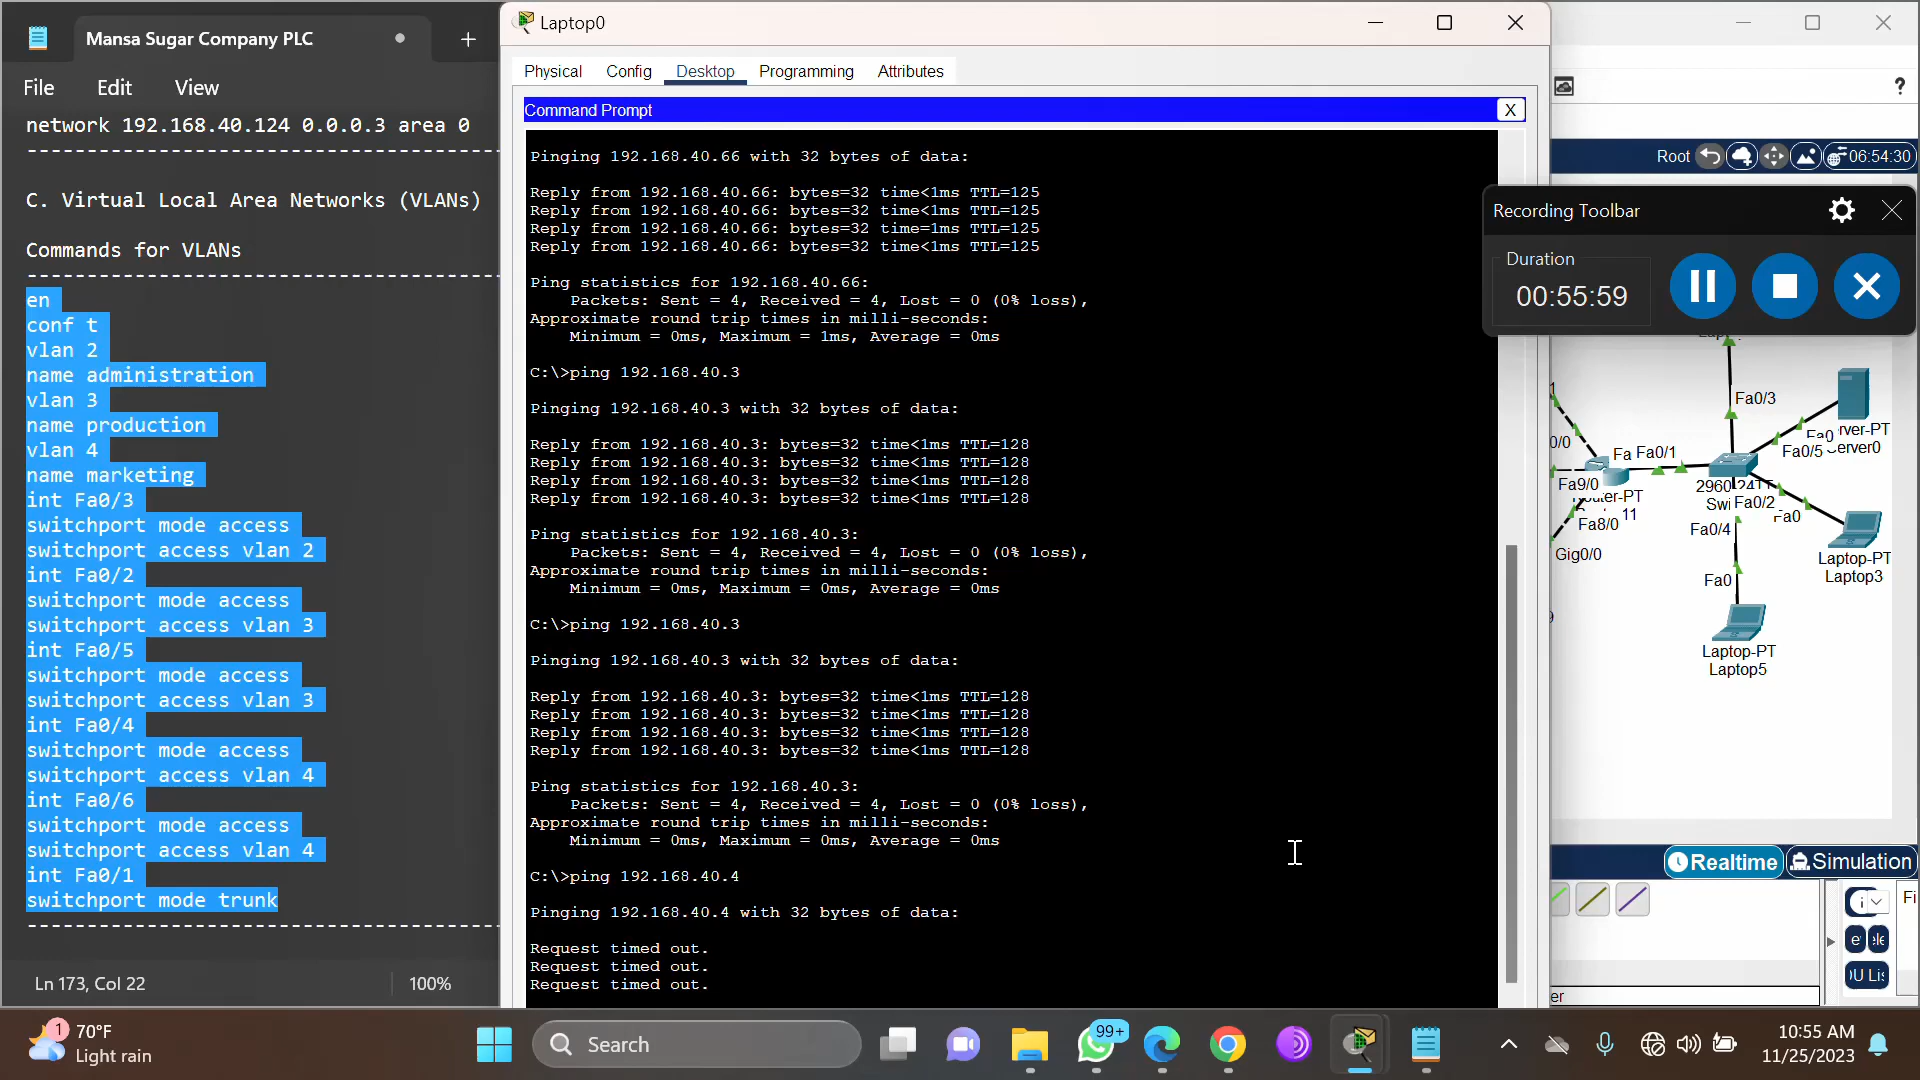 Mansa Sugar Company PLC
File Edit View
network 192.168.40.124 0.0.0.3 area 0
-----------------------------------------
C. Virtual Local Area Networks (VLANs)
Commands for VLANs
-----------------------------------------
en
conf t
vlan 2
name administration
vlan 3
name production
vlan 4
name marketing
int Fa0/3
switchport mode access
switchport access vlan 2
int Fa0/2
switchport mode access
switchport access vlan 3
int Fa0/5
switchport mode access
switchport access vlan 3
int Fa0/4
switchport mode access
switchport access vlan 4
int Fa0/6
switchport mode access
switchport access vlan 4
int Fa0/1
switchport mode trunk
-----------------------------------------
Ln 173, Col 22 100%
Laptop0
Physical Config Desktop Programming Attributes
Command Prompt X
Pinging 192.168.40.66 with 32 bytes of data:
Reply from 192.168.40.66: bytes=32 time<1ms TTL=125
Reply from 192.168.40.66: bytes=32 time<1ms TTL=125
Reply from 192.168.40.66: bytes=32 time=1ms TTL=125
Reply from 192.168.40.66: bytes=32 time<1ms TTL=125
Ping statistics for 192.168.40.66:
Packets: Sent = 4, Received = 4, Lost = 0 (0% loss),
Approximate round trip times in milli-seconds:
Minimum = 0ms, Maximum = 1ms, Average = 0ms
C:\>ping 192.168.40.3
Pinging 192.168.40.3 with 32 bytes of data:
Reply from 192.168.40.3: bytes=32 time<1ms TTL=128
Reply from 192.168.40.3: bytes=32 time<1ms TTL=128
Reply from 192.168.40.3: bytes=32 time<1ms TTL=128
Reply from 192.168.40.3: bytes=32 time<1ms TTL=128
Ping statistics for 192.168.40.3:
Packets: Sent = 4, Received = 4, Lost = 0 (0% loss),
Approximate round trip times in milli-seconds:
Minimum = 0ms, Maximum = 0ms, Average = 0ms
C:\>ping 192.168.40.3
Pinging 192.168.40.3 with 32 bytes of data:
Reply from 192.168.40.3: bytes=32 time<1ms TTL=128
Reply from 192.168.40.3: bytes=32 time<1ms TTL=128
Reply from 192.168.40.3: bytes=32 time<1ms TTL=128
Reply from 192.168.40.3: bytes=32 time<1ms TTL=128
Ping statistics for 192.168.40.3:
Packets: Sent = 4, Received = 4, Lost = 0 (0% loss),
Approximate round trip times in milli-seconds:
Minimum = 0ms, Maximum = 0ms, Average = 0ms
C:\>ping 192.168.40.4
Pinging 192.168.40.4 with 32 bytes of data:
Request timed out.
Request timed out.
Request timed out.
?
Root 06:54:30
Recording Toolbar
Duration
00:55:59
Fa0/3
rver-PT
Fa0
Fa0/5 Server0
Fa Fa0/1
Fa9/0
2960
Fa0/2
Fa0
Fa0/4
11
Fa8/0
Gig0/0
Laptop-PT
Laptop3
Fa0
Laptop-PT
Laptop5
Realtime Simulation
Fi
er
70°F
Light rain
1
Search
99+
10:55 AM
11/25/2023